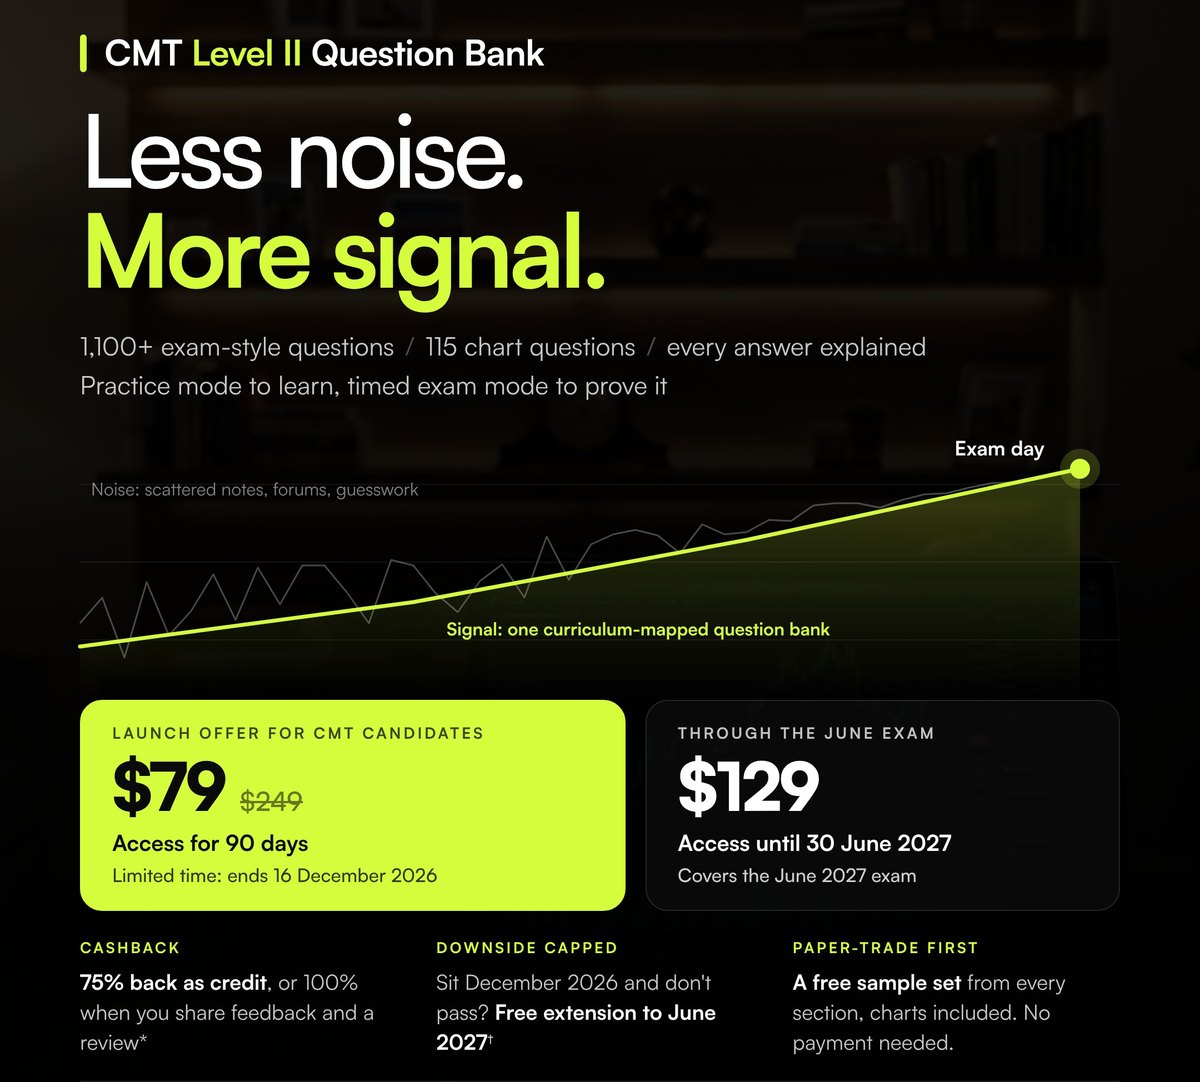 CMT Level II Question Bank
Less noise.
More signal.
1,100+ exam-style questions / 115 chart questions / every answer explained
Practice mode to learn, timed exam mode to prove it
Exam day
Noise: scattered notes, forums, guesswork
Signal: one curriculum-mapped question bank
LAUNCH OFFER FOR CMT CANDIDATES
$79 $249
Access for 90 days
Limited time: ends 16 December 2026
THROUGH THE JUNE EXAM
$129
Access until 30 June 2027
Covers the June 2027 exam
CASHBACK
75% back as credit, or 100%
when you share feedback and a
review*
DOWNSIDE CAPPED
Sit December 2026 and don't
pass? Free extension to June
2027†
PAPER-TRADE FIRST
A free sample set from every
section, charts included. No
payment needed.